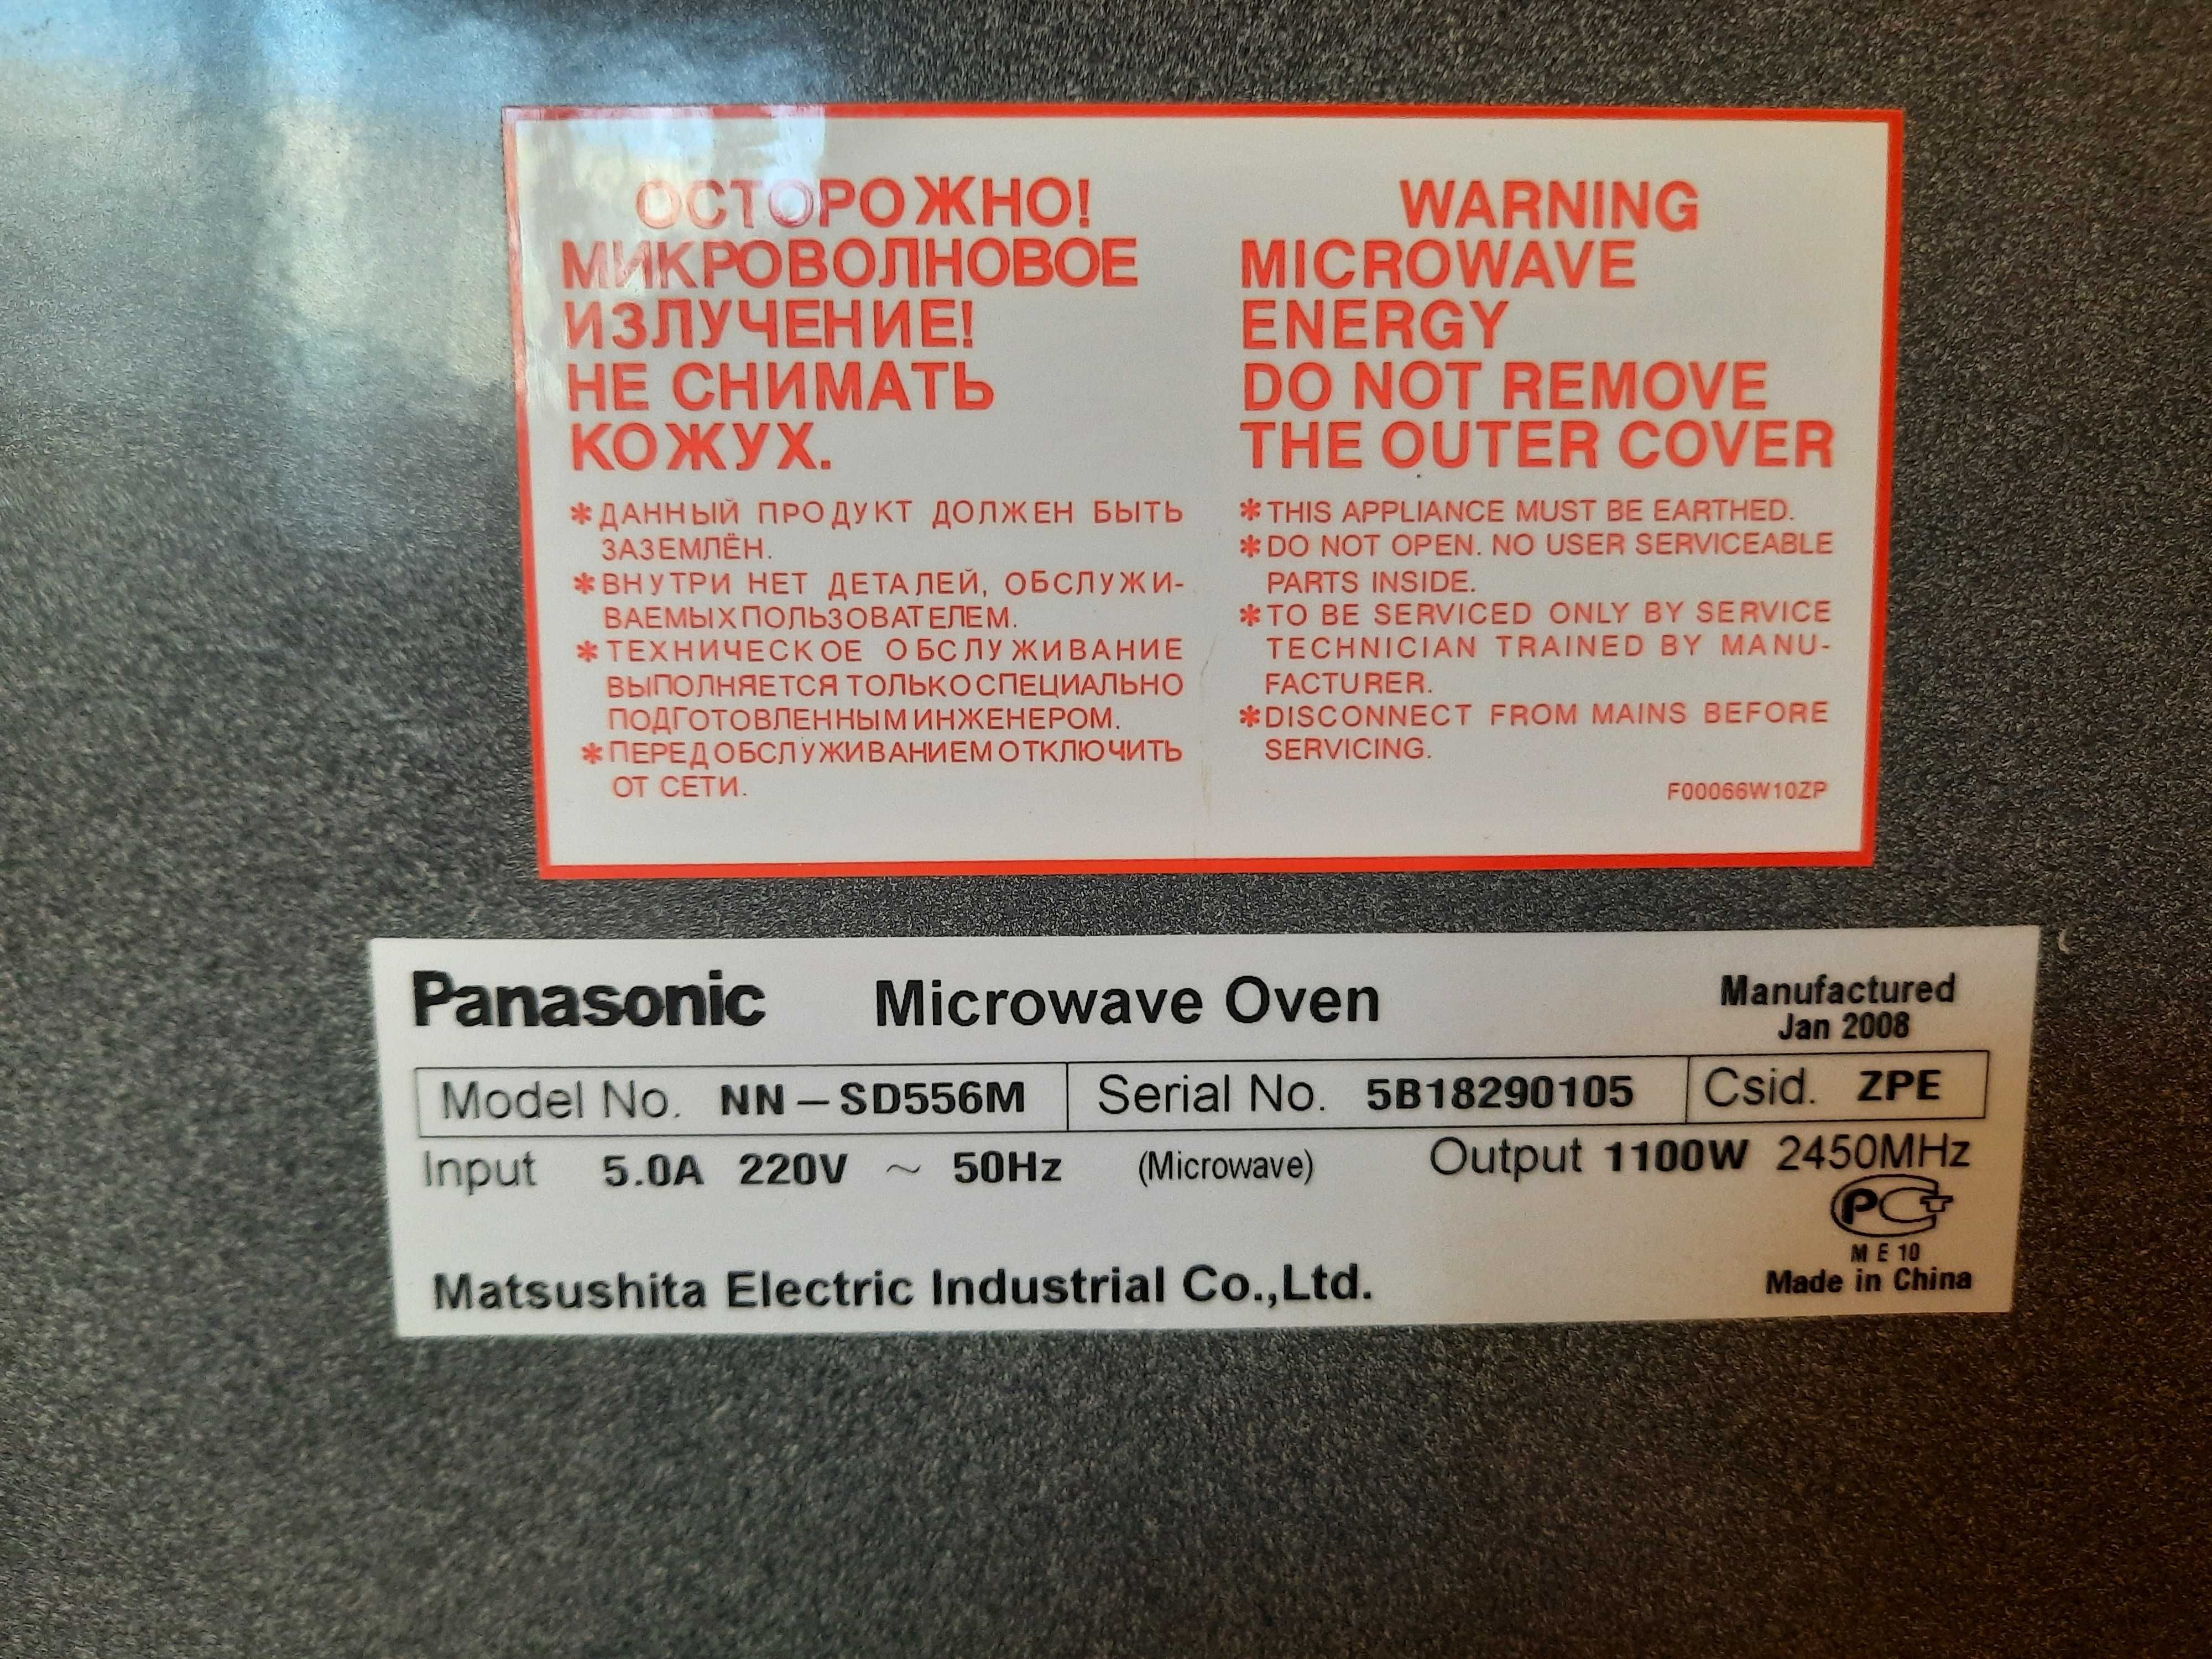 ОСТОРОЖНО!
МИКРОВОЛНОВОЕ
ИЗЛУЧЕНИЕ!
НЕ СНИМАТЬ
КОЖУХ.
*ДАННЫЙ ПРОДУКТ ДОЛЖЕН БЫТЬ
ЗАЗЕМЛЁН.
*ВНУТРИ НЕТ ДЕТАЛЕЙ, ОБСЛУЖИ-
ВАЕМЫХ ПОЛЬЗОВАТЕЛЕМ.
*ТЕХНИЧЕСКОЕ ОБСЛУЖИВАНИЕ
ВЫПОЛНЯЕТСЯ ТОЛЬКО СПЕЦИАЛЬНО
ПОДГОТОВЛЕННЫМ ИНЖЕНЕРОМ.
*ПЕРЕД ОБСЛУЖИВАНИЕМ ОТКЛЮЧИТЬ
ОТ СЕТИ.
WARNING
MICROWAVE
ENERGY
DO NOT REMOVE
THE OUTER COVER
*THIS APPLIANCE MUST BE EARTHED.
*DO NOT OPEN. NO USER SERVICEABLE
PARTS INSIDE.
*TO BE SERVICED ONLY BY SERVICE
TECHNICIAN TRAINED BY MANU-
FACTURER.
*DISCONNECT FROM MAINS BEFORE
SERVICING.
F00066W10ZP
Panasonic Microwave Oven
Manufactured
Jan 2008
Model No. NN-SD556M Serial No. 5B18290105 Csid. ZPE
Input 5.0A 220V ~ 50Hz (Microwave) Output 1100W 2450MHz
РСТ
ME10
Matsushita Electric Industrial Co.,Ltd.
Made in China